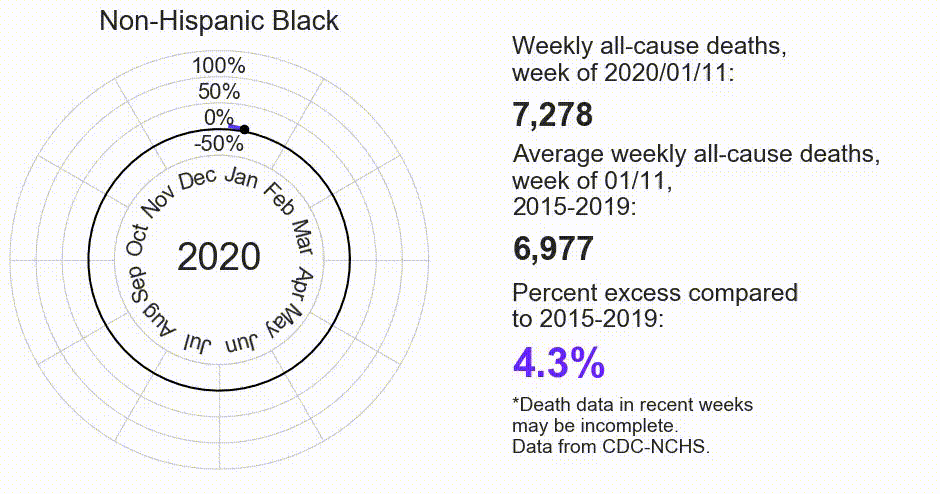 Non-Hispanic Black
100%
50%
0%
-50%
Jan
Feb
Mar
Apr
May
Jun
Jul
Aug
Sep
Oct
Nov
Dec
2020
Weekly all-cause deaths,
week of 2020/01/11:
7,278
Average weekly all-cause deaths,
week of 01/11,
2015-2019:
6,977
Percent excess compared
to 2015-2019:
4.3%
*Death data in recent weeks
may be incomplete.
Data from CDC-NCHS.